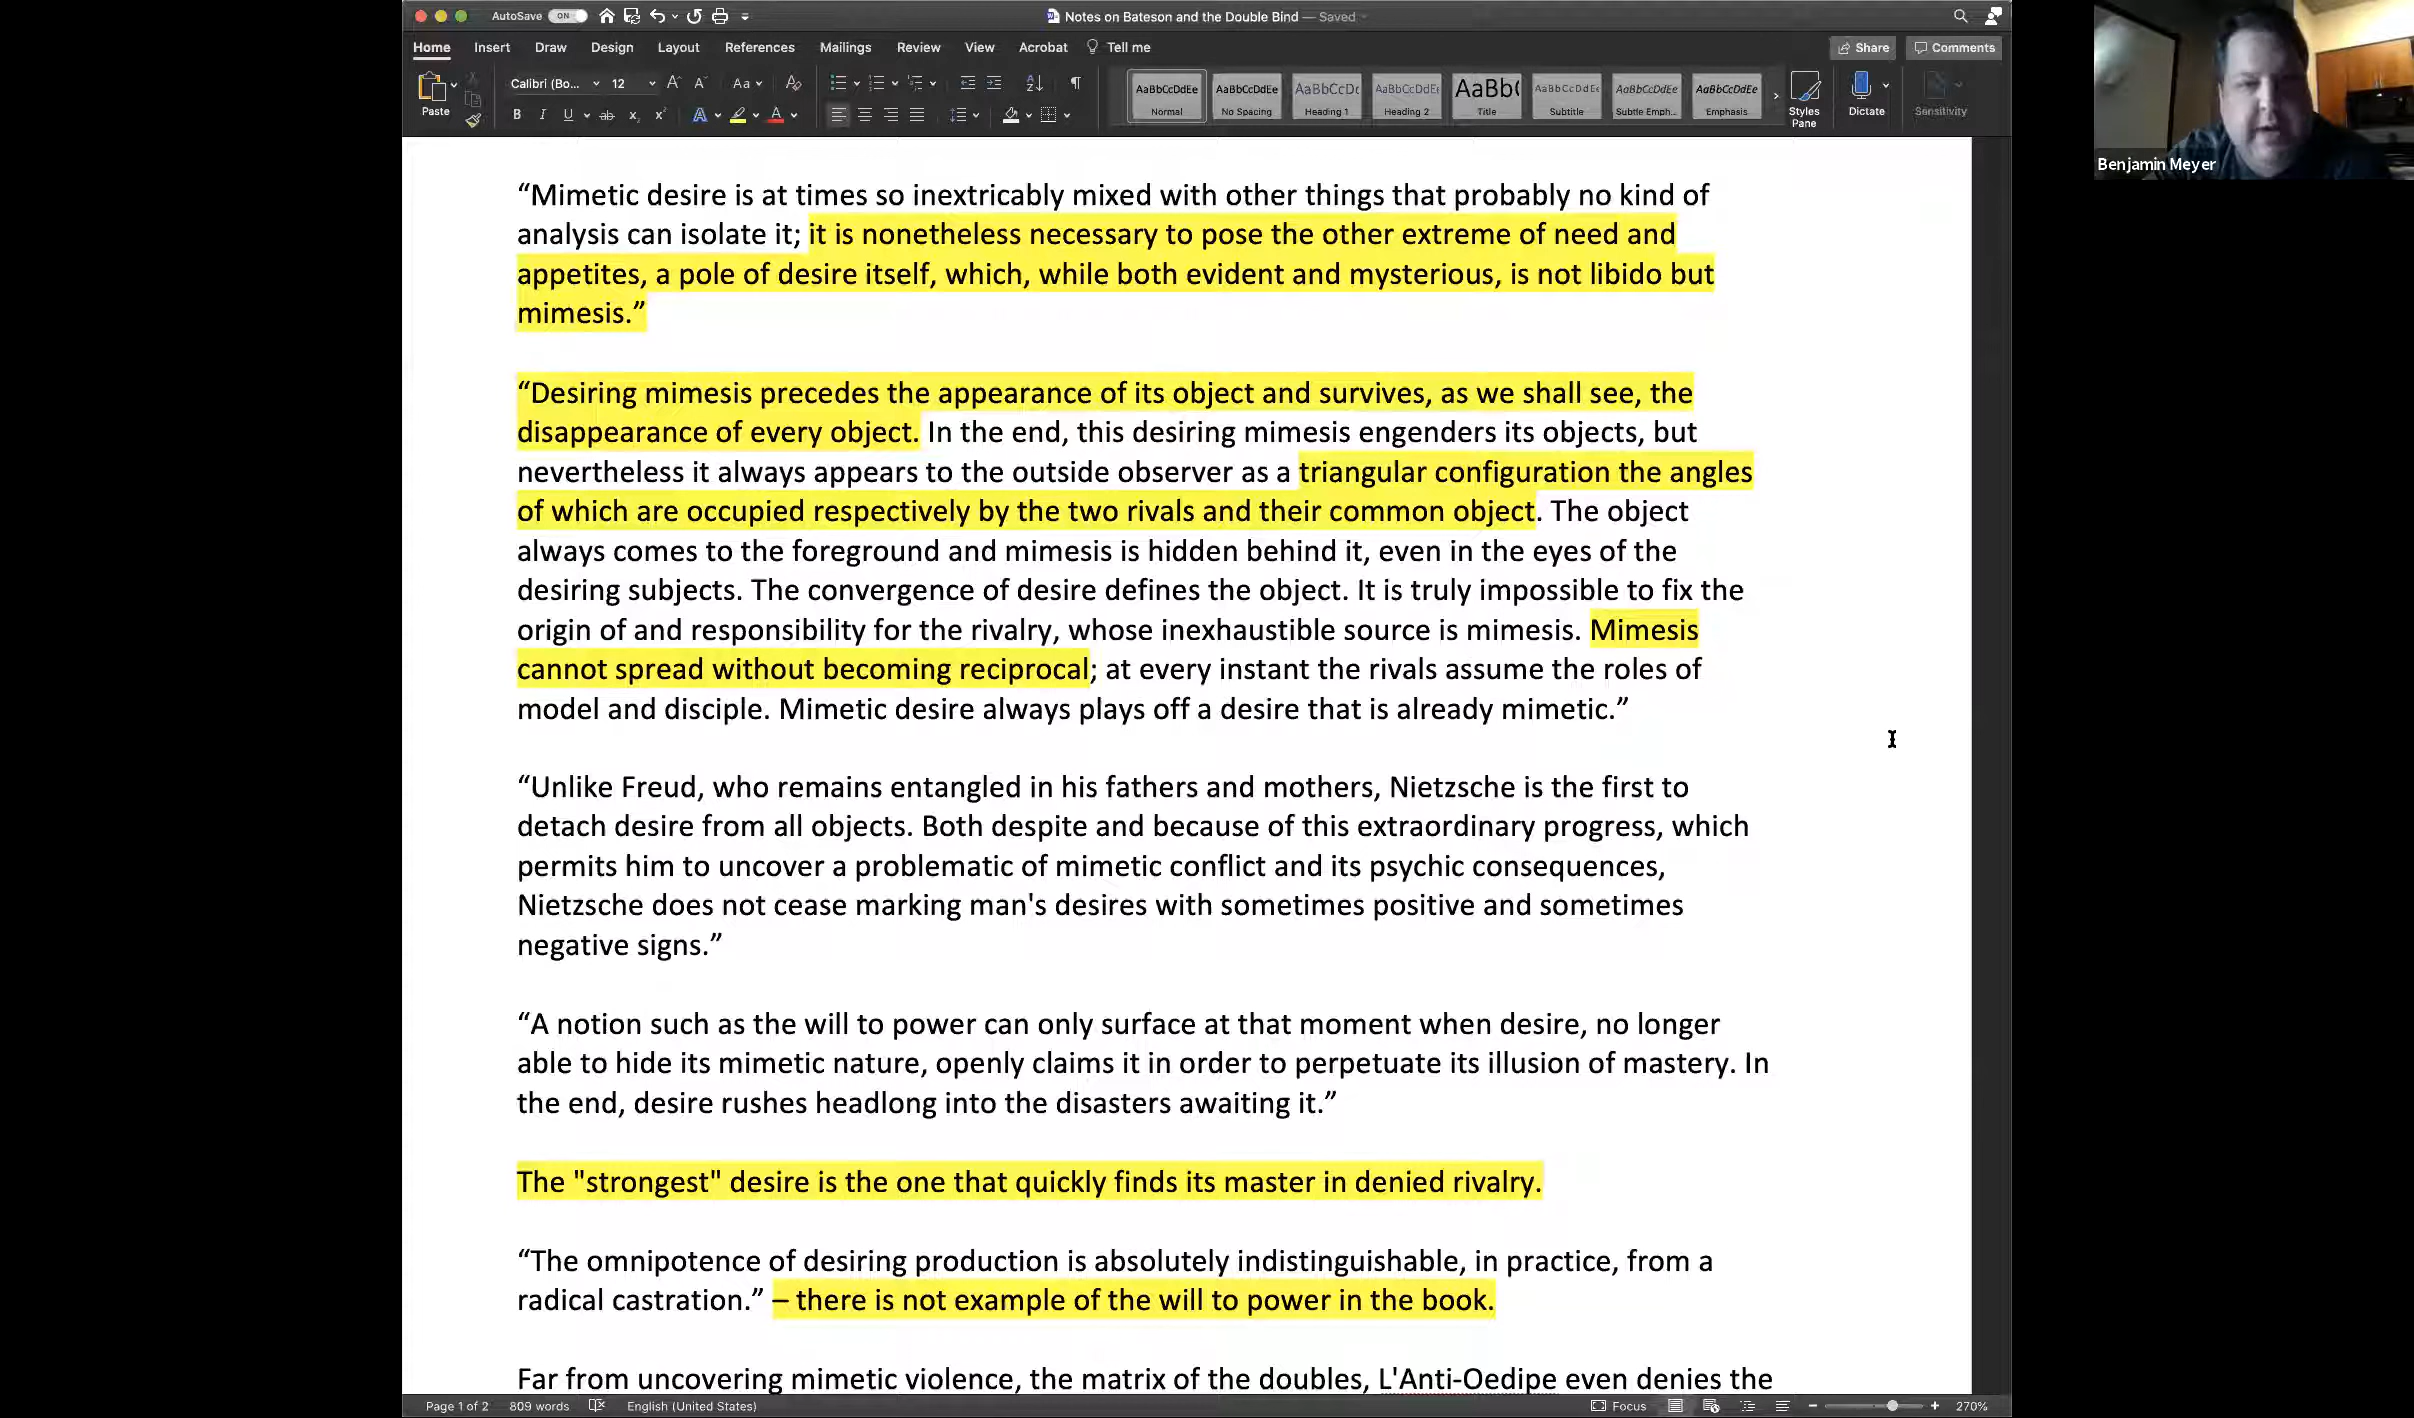 AutoSave ON
Notes on Bateson and the Double Bind — Saved
Home Insert Draw Design Layout References Mailings Review View Acrobat Tell me
Share Comments
Paste
Calibri (Bo... 12
Aa
B I U ab x x
A
AaBbCcDdEe AaBbCcDdEe AaBbCcDc AaBbCcDdEe AaBb( AaBbCcDdEe AaBbCcDdEe AaBbCcDdEe
Normal No Spacing Heading 1 Heading 2 Title Subtitle Subtle Emph... Emphasis
Styles
Pane
Dictate
Sensitivity
Benjamin Meyer
“Mimetic desire is at times so inextricably mixed with other things that probably no kind of
analysis can isolate it; it is nonetheless necessary to pose the other extreme of need and
appetites, a pole of desire itself, which, while both evident and mysterious, is not libido but
mimesis.”
“Desiring mimesis precedes the appearance of its object and survives, as we shall see, the
disappearance of every object. In the end, this desiring mimesis engenders its objects, but
nevertheless it always appears to the outside observer as a triangular configuration the angles
of which are occupied respectively by the two rivals and their common object. The object
always comes to the foreground and mimesis is hidden behind it, even in the eyes of the
desiring subjects. The convergence of desire defines the object. It is truly impossible to fix the
origin of and responsibility for the rivalry, whose inexhaustible source is mimesis. Mimesis
cannot spread without becoming reciprocal; at every instant the rivals assume the roles of
model and disciple. Mimetic desire always plays off a desire that is already mimetic.”
“Unlike Freud, who remains entangled in his fathers and mothers, Nietzsche is the first to
detach desire from all objects. Both despite and because of this extraordinary progress, which
permits him to uncover a problematic of mimetic conflict and its psychic consequences,
Nietzsche does not cease marking man's desires with sometimes positive and sometimes
negative signs.”
“A notion such as the will to power can only surface at that moment when desire, no longer
able to hide its mimetic nature, openly claims it in order to perpetuate its illusion of mastery. In
the end, desire rushes headlong into the disasters awaiting it.”
The "strongest" desire is the one that quickly finds its master in denied rivalry.
“The omnipotence of desiring production is absolutely indistinguishable, in practice, from a
radical castration.” – there is not example of the will to power in the book.
Far from uncovering mimetic violence, the matrix of the doubles, L'Anti-Oedipe even denies the
Page 1 of 2 809 words English (United States) Focus 270%